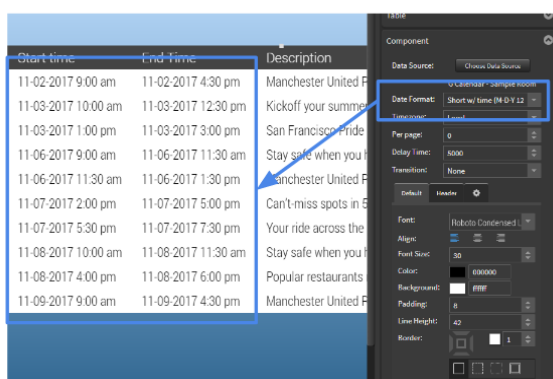 Start time End Time Description
11-02-2017 9:00 am 11-02-2017 4:30 pm Manchester United F
11-03-2017 10:00 am 11-03-2017 12:30 pm Kickoff your summer
11-03-2017 1:00 pm 11-03-2017 3:00 pm San Francisco Pride
11-06-2017 9:00 am 11-06-2017 11:30 am Stay safe when you h
11-06-2017 11:30 am 11-06-2017 1:30 pm Manchester United F
11-07-2017 2:00 pm 11-07-2017 5:00 pm Can't-miss spots in 5
11-07-2017 5:30 pm 11-07-2017 7:30 pm Your ride across the
11-08-2017 10:00 am 11-08-2017 11:30 am Stay safe when you h
11-08-2017 4:00 pm 11-08-2017 6:00 pm Popular restaurants
11-09-2017 9:00 am 11-09-2017 4:30 pm Manchester United F
Table
Component
Data Source: Choose Data Source
Calendar - Sample Room
Date Format: Short w/ time (M-D-Y 12
Timezone: Local
Per page: 0
Delay Time: 5000
Transition: None
Default Header
Font: Roboto Condensed
Align:
Font Size: 30
Color: 000000
Background: ffffff
Padding: 8
Line Height: 42
Border: 1